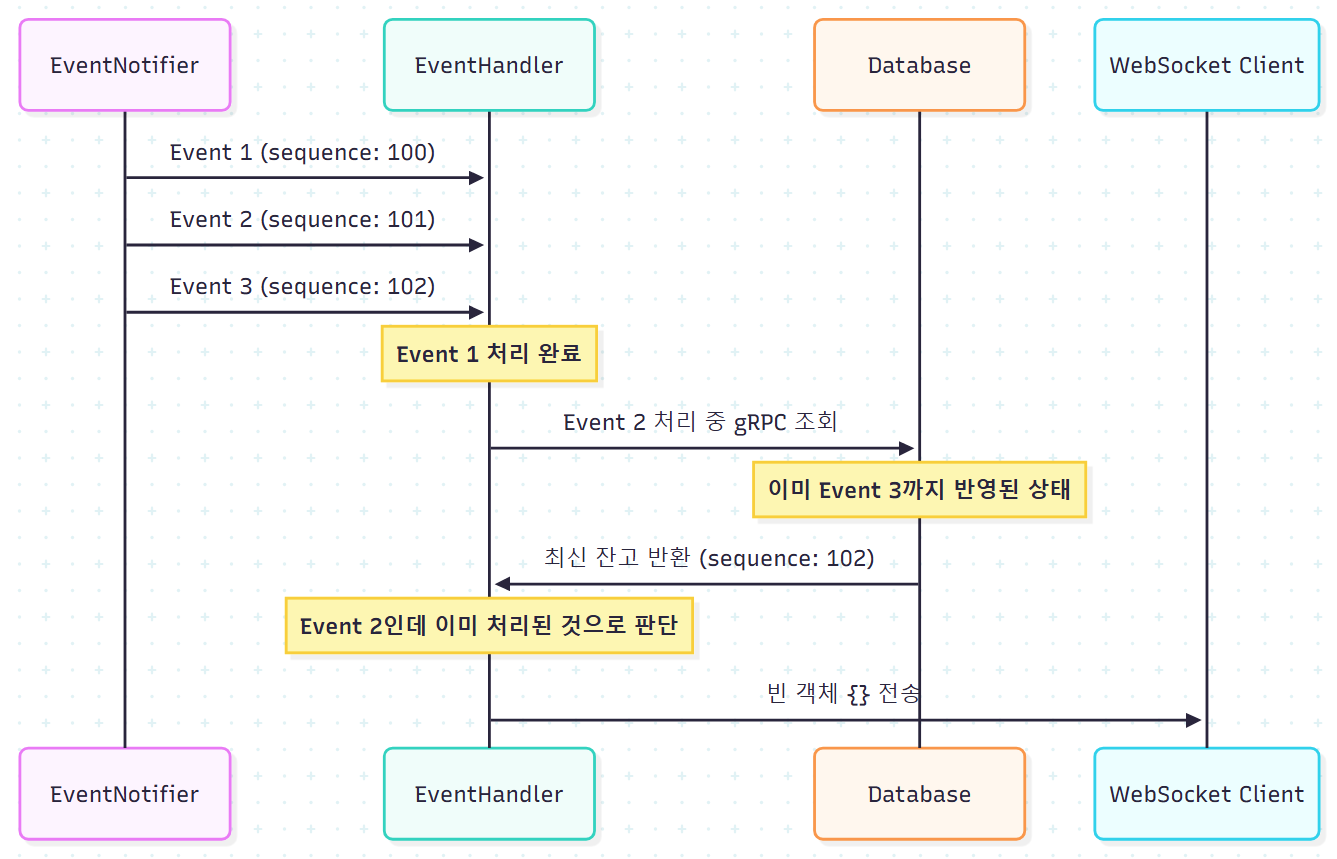 EventNotifier
EventHandler
Database
WebSocket Client
Event 1 (sequence: 100)
Event 2 (sequence: 101)
Event 3 (sequence: 102)
Event 1 처리 완료
Event 2 처리 중 gRPC 조회
이미 Event 3까지 반영된 상태
최신 잔고 반환 (sequence: 102)
Event 2인데 이미 처리된 것으로 판단
빈 객체 {} 전송
EventNotifier
EventHandler
Database
WebSocket Client